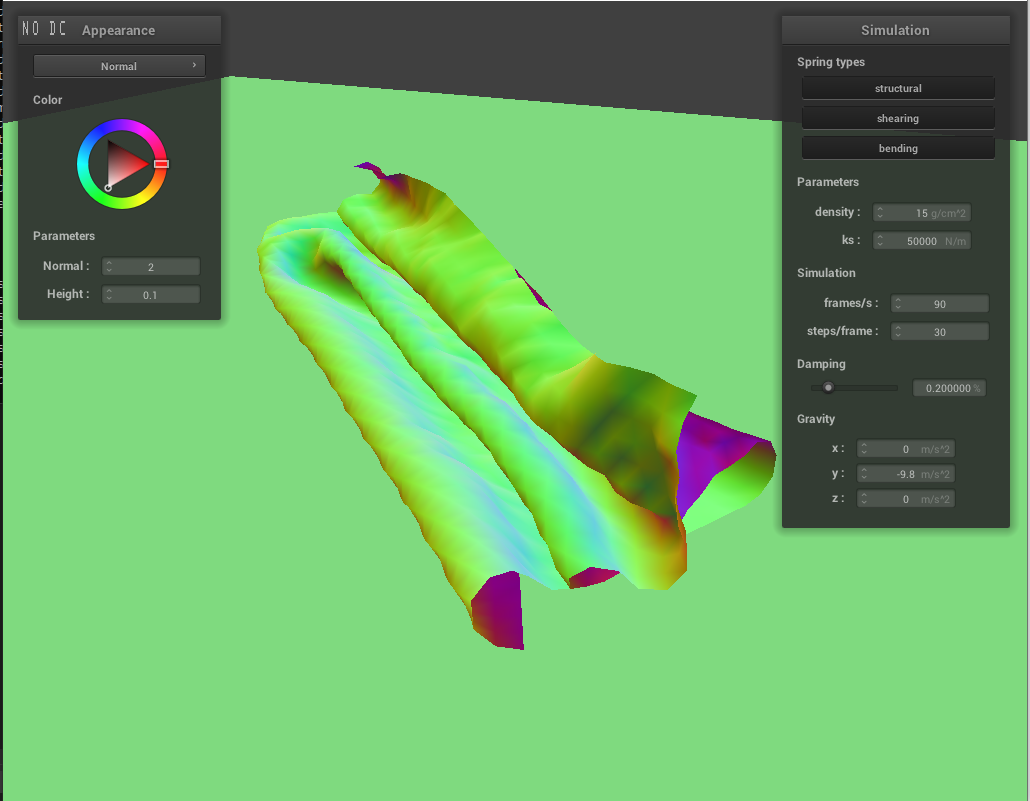 NO DC Appearance
Normal
Color
Parameters
Normal : 2
Height : 0.1
Simulation
Spring types
structural
shearing
bending
Parameters
density : 15 g/cm^2
ks : 50000 N/m
Simulation
frames/s : 90
steps/frame : 30
Damping
0.200000 %
Gravity
x : 0 m/s^2
y : -9.8 m/s^2
z : 0 m/s^2